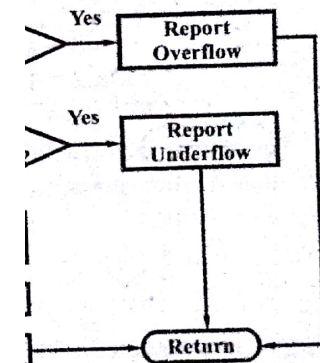 Yes
Report
Overflow
Yes
Report
Underflow
Return